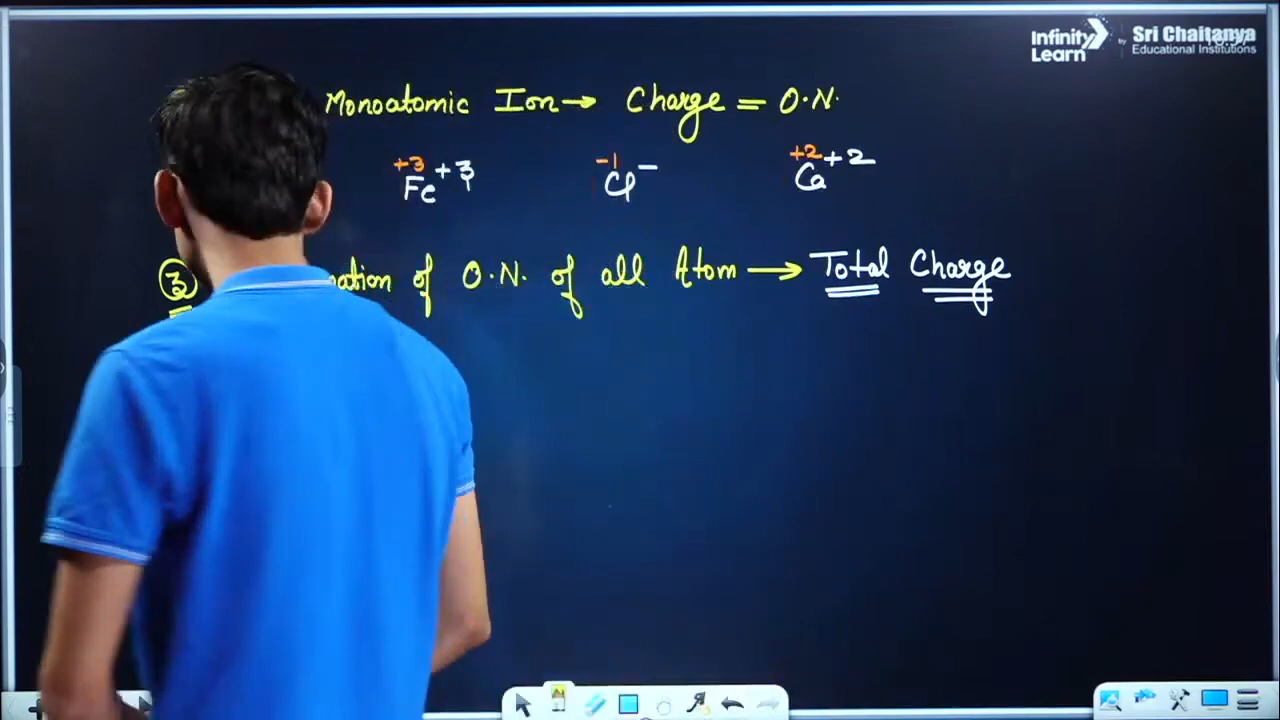 Infinity Learn by Sri Chaitanya Educational Institutions
Monoatomic Ion → Charge = O.N.
+3 Fe +3 -1 Cl - +2 Ca +2
3 ation of O.N. of all Atom → Total Charge